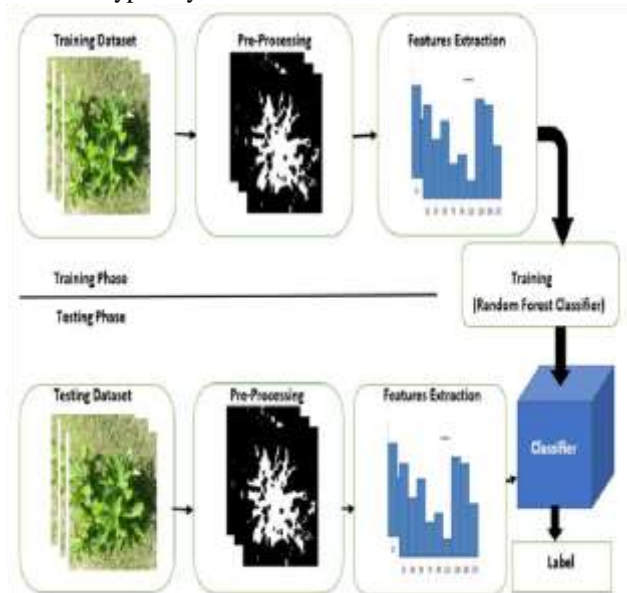 Training Dataset
Pre-Processing
Features Extraction
Training Phase
Testing Phase
Training
(Random Forest Classifier)
Testing Dataset
Pre-Processing
Features Extraction
Classifier
Label